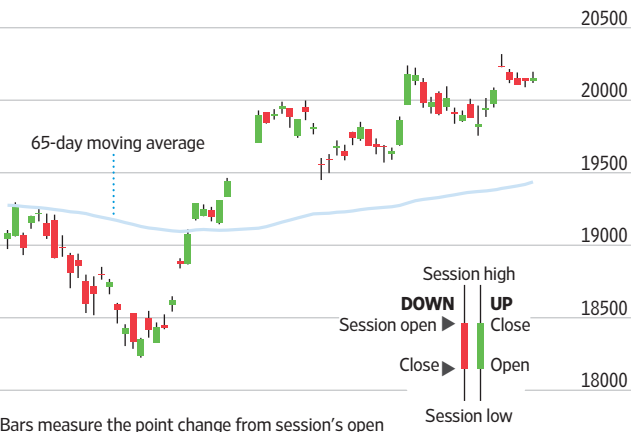 20500
20000
65-day moving average
19500
19000
Session high
DOWN UP
18500
Session open Close
Close Open
18000
Session low
Bars measure the point change from session's open